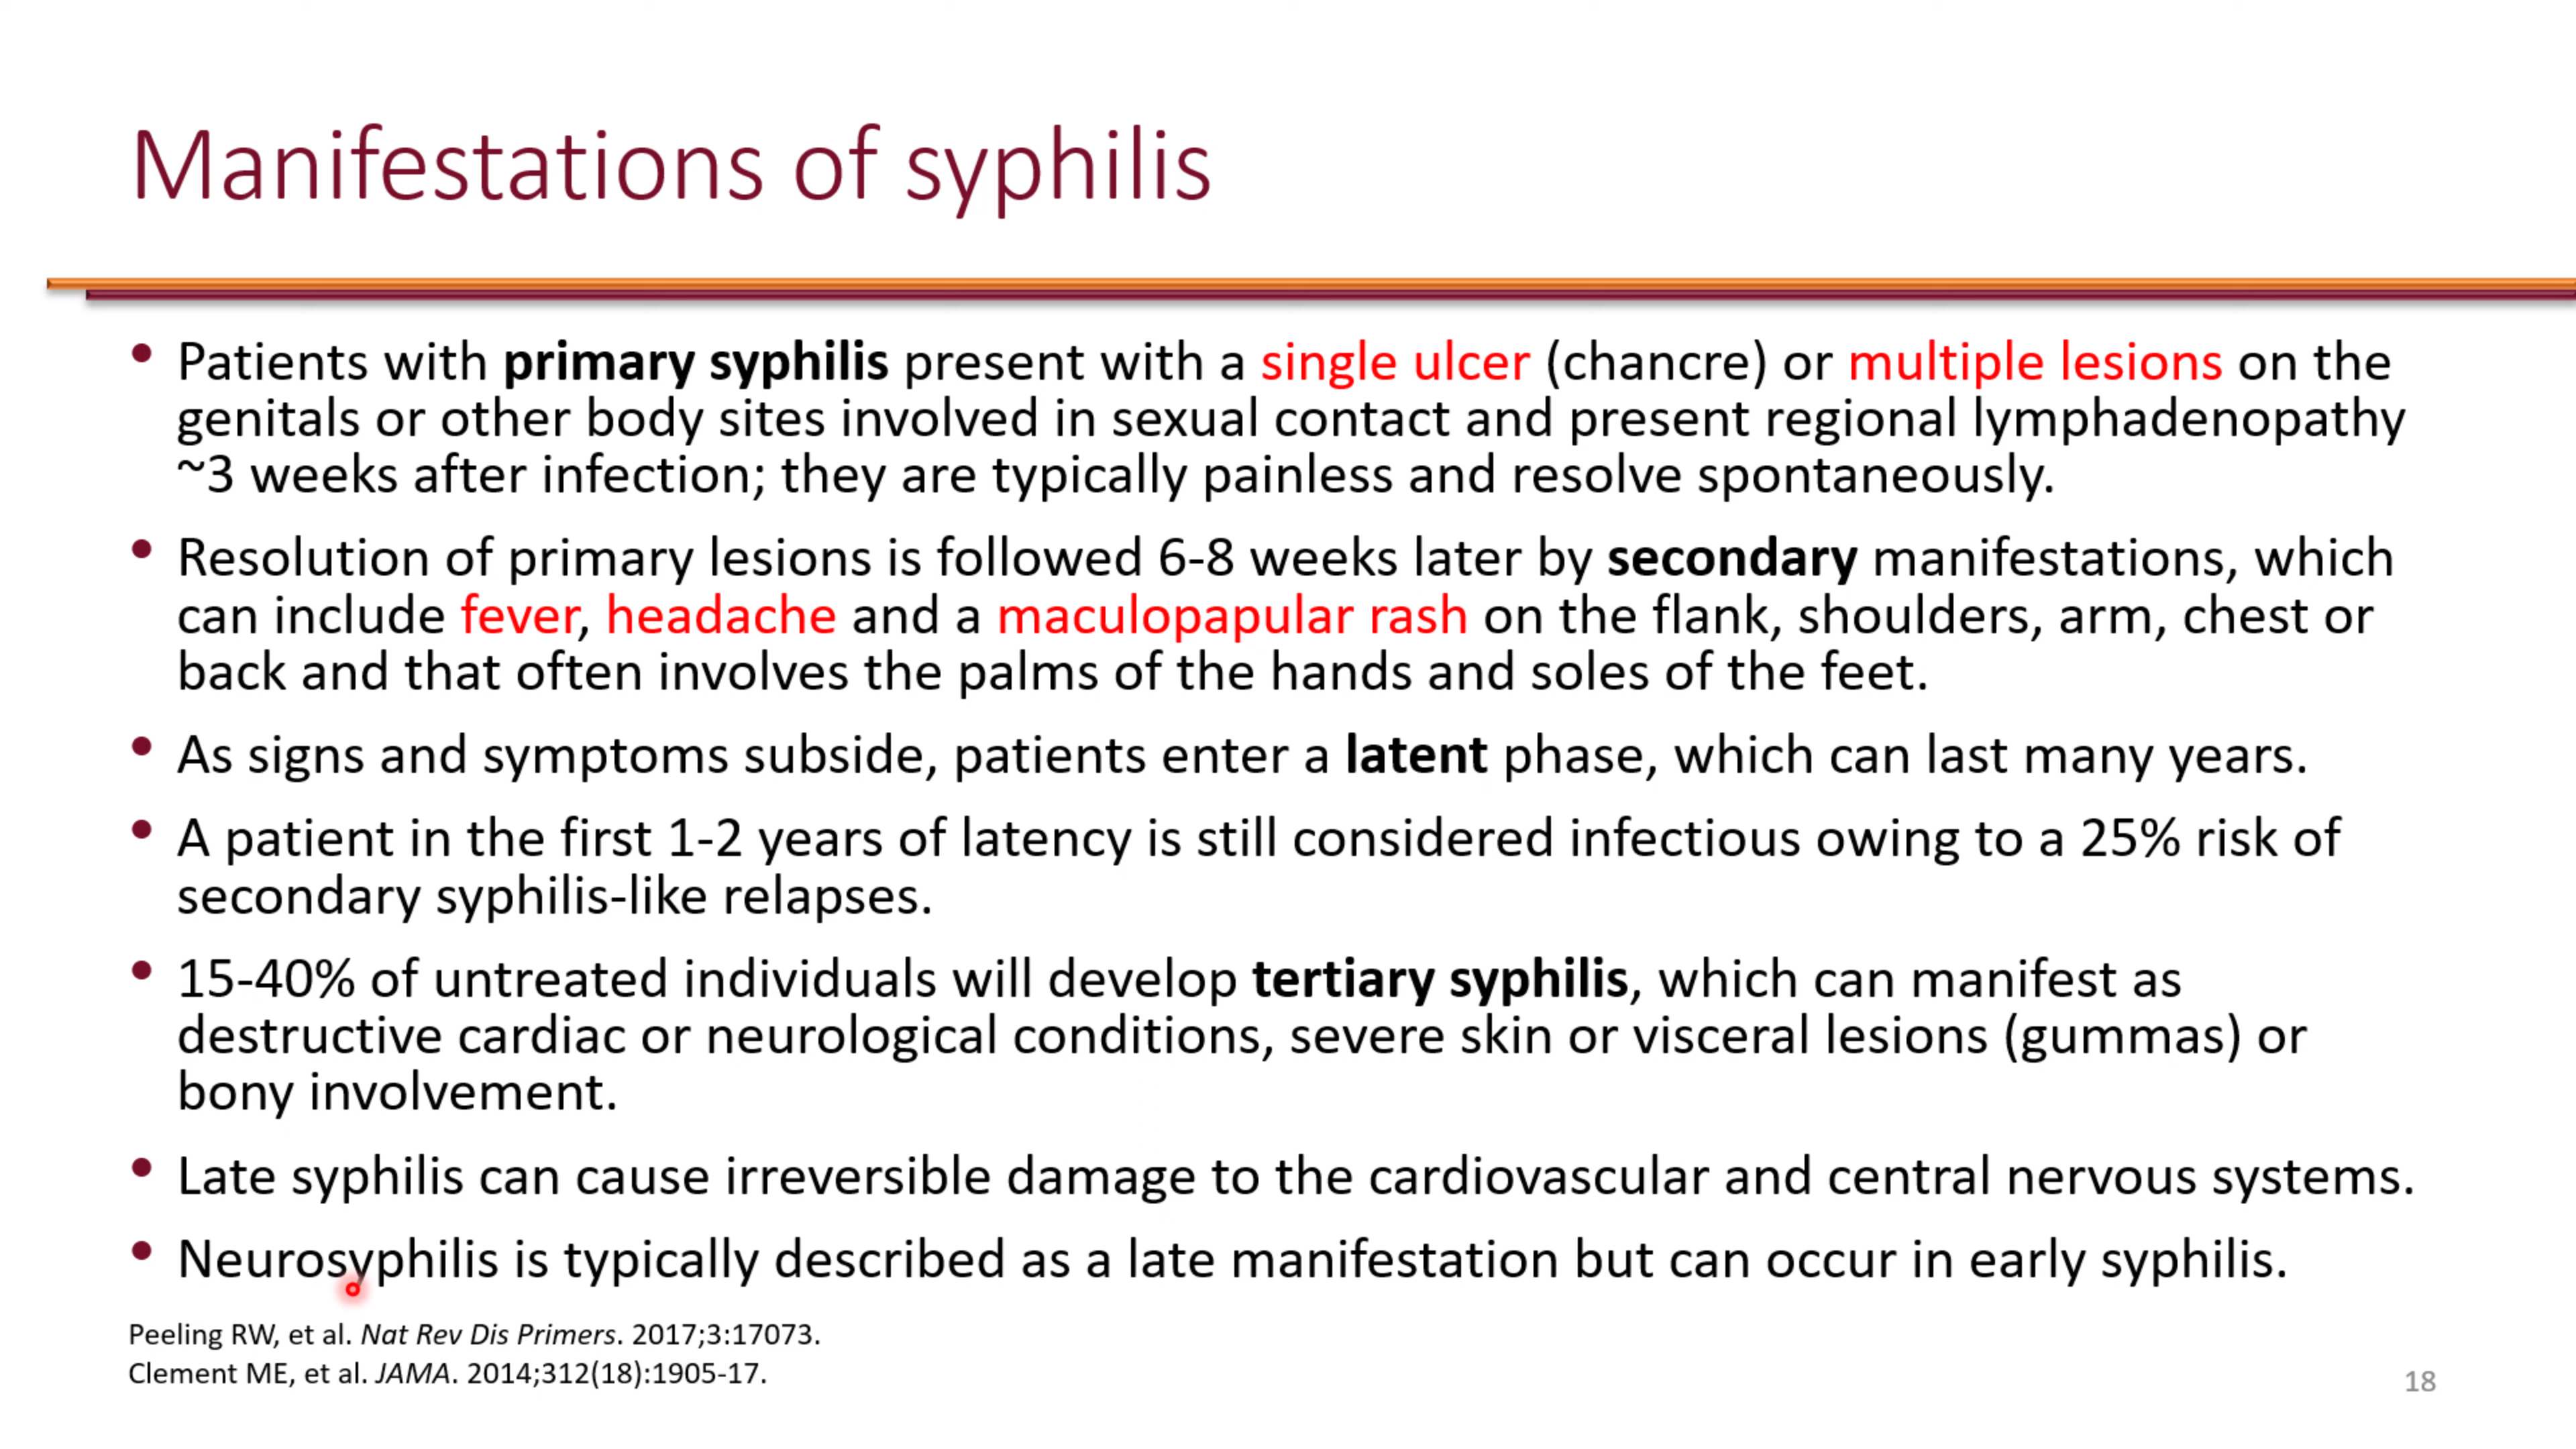 Manifestations of syphilis
• Patients with primary syphilis present with a single ulcer (chancre) or multiple lesions on the
genitals or other body sites involved in sexual contact and present regional lymphadenopathy
~3 weeks after infection; they are typically painless and resolve spontaneously.
• Resolution of primary lesions is followed 6-8 weeks later by secondary manifestations, which
can include fever, headache and a maculopapular rash on the flank, shoulders, arm, chest or
back and that often involves the palms of the hands and soles of the feet.
• As signs and symptoms subside, patients enter a latent phase, which can last many years.
• A patient in the first 1-2 years of latency is still considered infectious owing to a 25% risk of
secondary syphilis-like relapses.
• 15-40% of untreated individuals will develop tertiary syphilis, which can manifest as
destructive cardiac or neurological conditions, severe skin or visceral lesions (gummas) or
bony involvement.
• Late syphilis can cause irreversible damage to the cardiovascular and central nervous systems.
• Neurosyphilis is typically described as a late manifestation but can occur in early syphilis.
Peeling RW, et al. Nat Rev Dis Primers. 2017;3:17073.
Clement ME, et al. JAMA. 2014;312(18):1905-17.
18